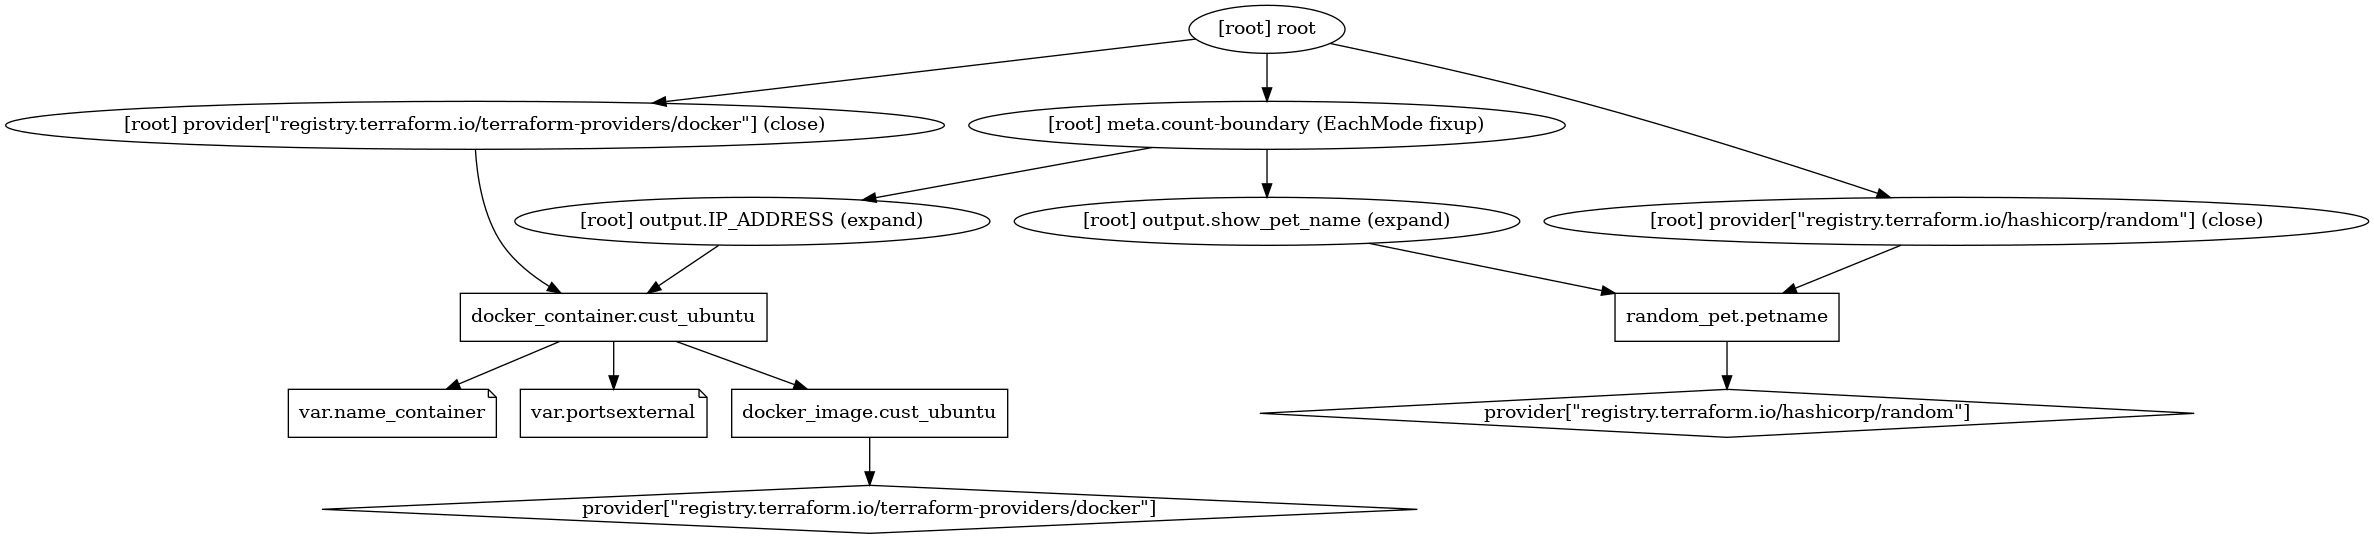 [root] root
[root] provider["registry.terraform.io/terraform-providers/docker"] (close)
[root] meta.count-boundary (EachMode fixup)
[root] output.IP_ADDRESS (expand)
[root] output.show_pet_name (expand)
[root] provider["registry.terraform.io/hashicorp/random"] (close)
docker_container.cust_ubuntu
random_pet.petname
var.name_container
var.portsexternal
docker_image.cust_ubuntu
provider["registry.terraform.io/hashicorp/random"]
provider["registry.terraform.io/terraform-providers/docker"]